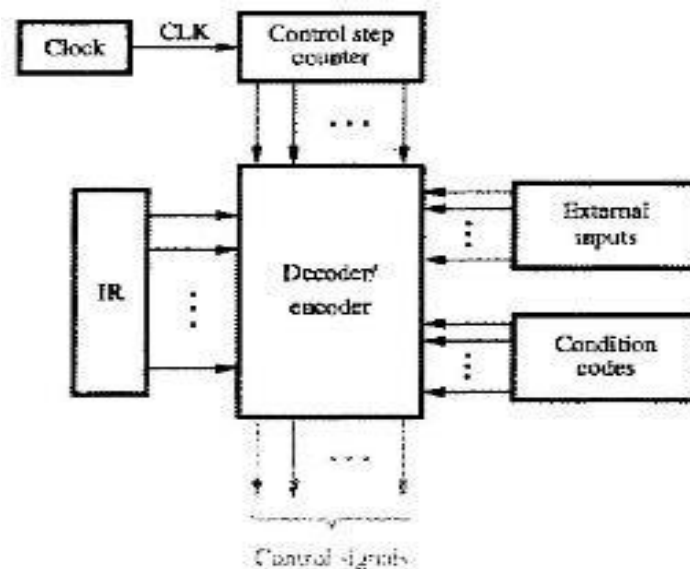 Clock
CLK
Control step
counter
IR
Decoder/
encoder
External
inputs
Condition
codes
Control signals